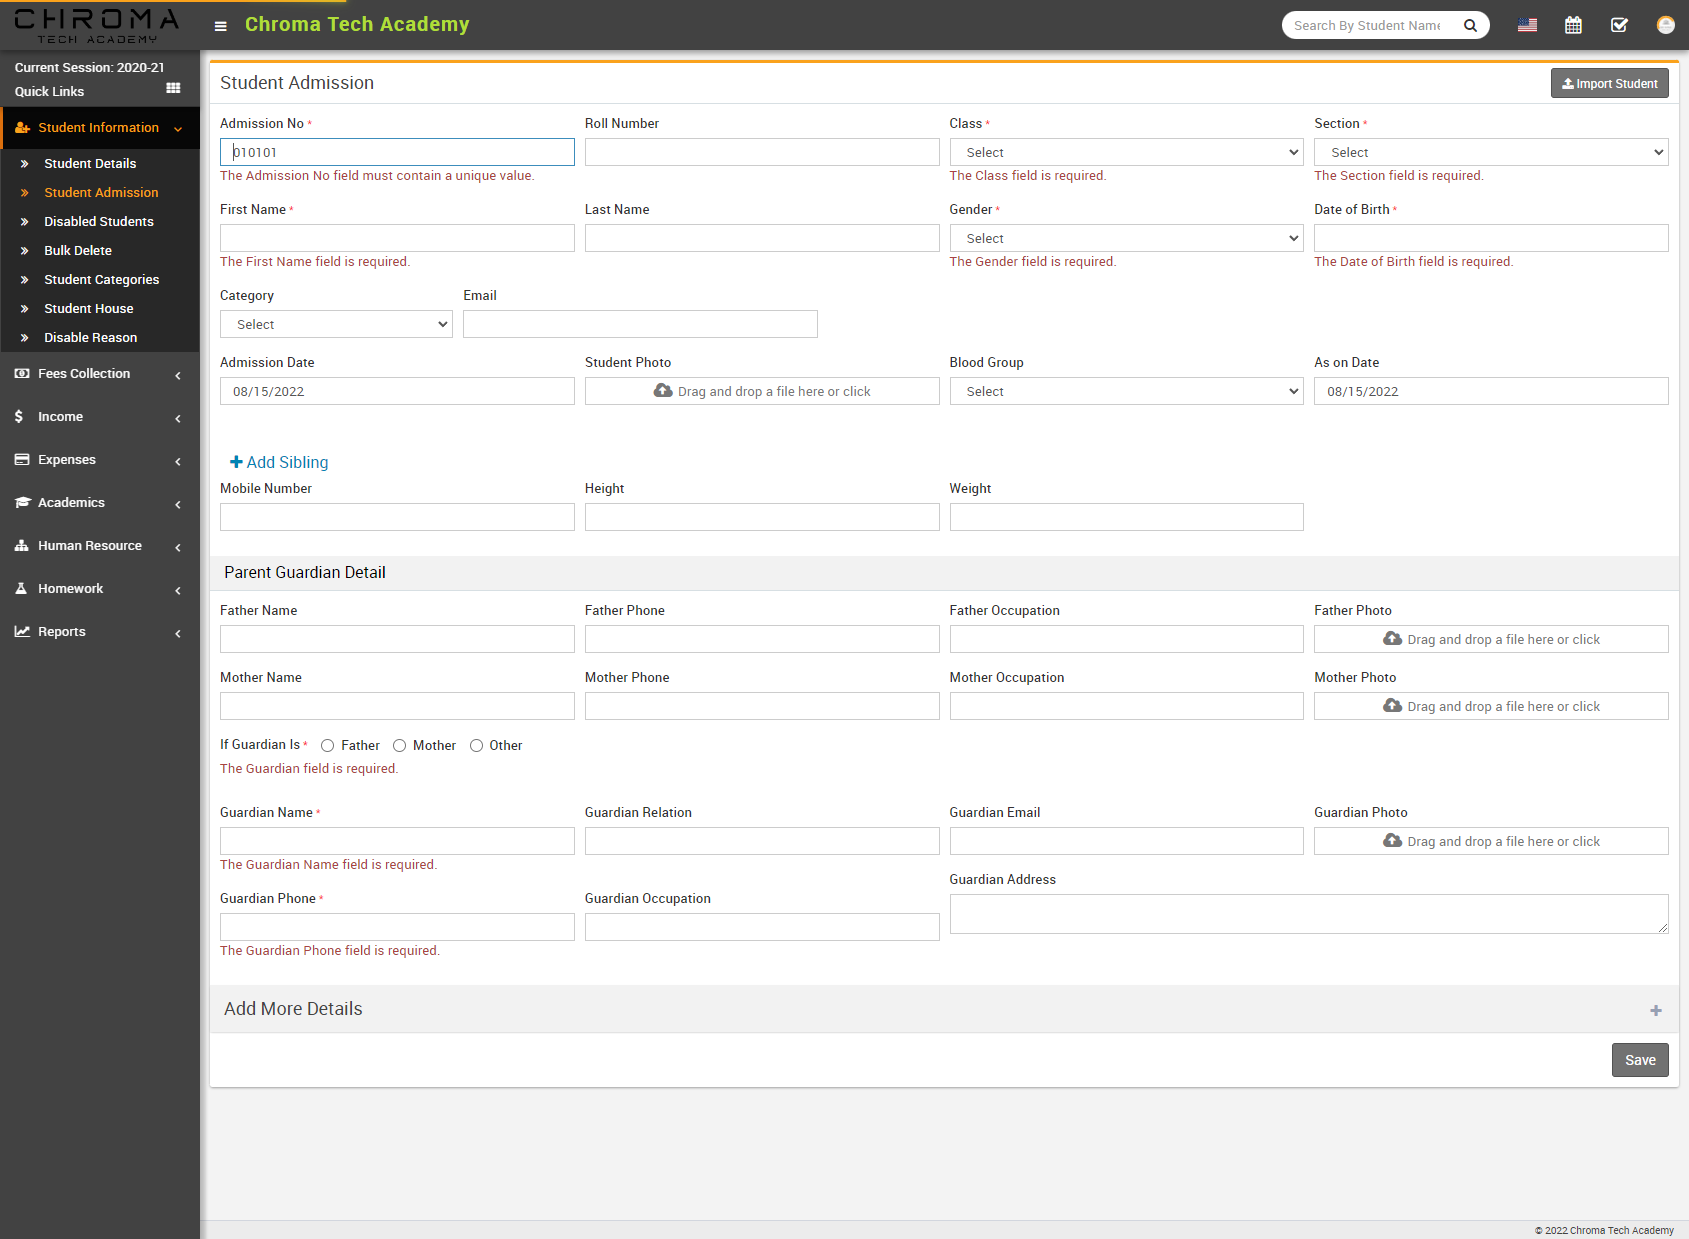 CHROMA
TECH ACADEMY
Chroma Tech Academy
Search By Student Name
Current Session: 2020-21
Quick Links
Student Information
Student Details
Student Admission
Disabled Students
Bulk Delete
Student Categories
Student House
Disable Reason
Fees Collection
Income
Expenses
Academics
Human Resource
Homework
Reports
Student Admission
Import Student
Admission No * Roll Number Class * Section *
010101 Select Select
The Admission No field must contain a unique value. The Class field is required. The Section field is required.
First Name * Last Name Gender * Date of Birth *
Select
The First Name field is required. The Gender field is required. The Date of Birth field is required.
Category Email
Select
Admission Date Student Photo Blood Group As on Date
08/15/2022 Drag and drop a file here or click Select 08/15/2022
Add Sibling
Mobile Number Height Weight
Parent Guardian Detail
Father Name Father Phone Father Occupation Father Photo
Drag and drop a file here or click
Mother Name Mother Phone Mother Occupation Mother Photo
Drag and drop a file here or click
If Guardian Is * Father Mother Other
The Guardian field is required.
Guardian Name * Guardian Relation Guardian Email Guardian Photo
Drag and drop a file here or click
The Guardian Name field is required.
Guardian Phone * Guardian Occupation Guardian Address
The Guardian Phone field is required.
Add More Details
Save
© 2022 Chroma Tech Academy